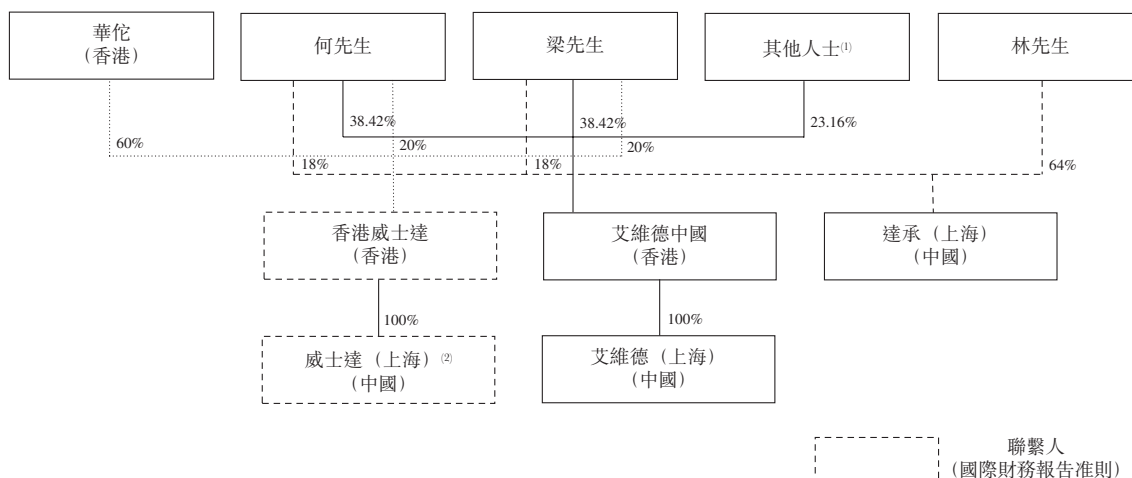 華佗
（香港）
何先生
梁先生
其他人士⁽¹⁾
林先生
38.42%
38.42%
23.16%
60%
20%
20%
18%
18%
64%
香港威士達
（香港）
艾維德中國
（香港）
達承（上海）
（中國）
100%
100%
威士達（上海）⁽²⁾
（中國）
艾維德（上海）
（中國）
聯繫人
（國際財務報告准則）